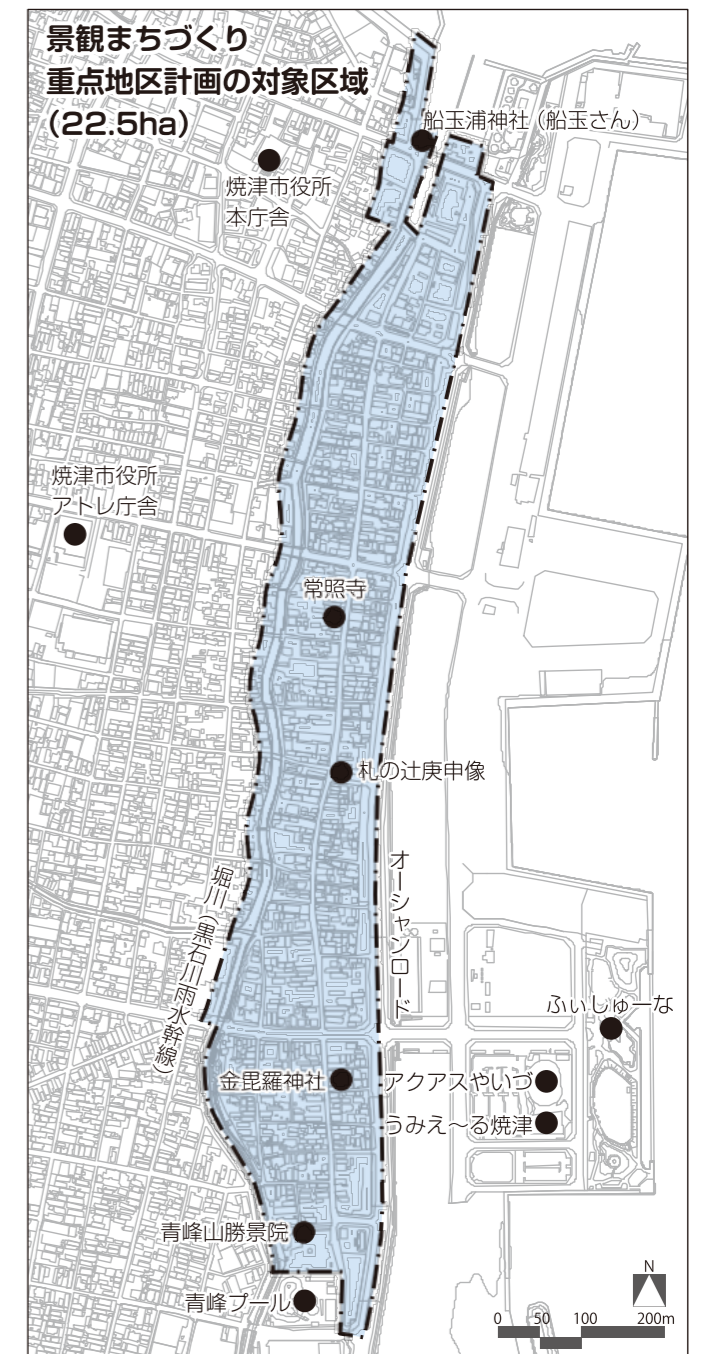 景観まちづくり
重点地区計画の対象区域
(22.5ha)
船玉浦神社(船玉さん)
焼津市役所
本庁舎
焼津市役所
アトレ庁舎
常照寺
札の辻庚申像
オーシャンロード
堀川(黒石川雨水幹線)
ふぃしゅーな
金毘羅神社
アクアスやいづ
うみえ〜る焼津
青峰山勝景院
青峰プール
N
0 50 100 200m